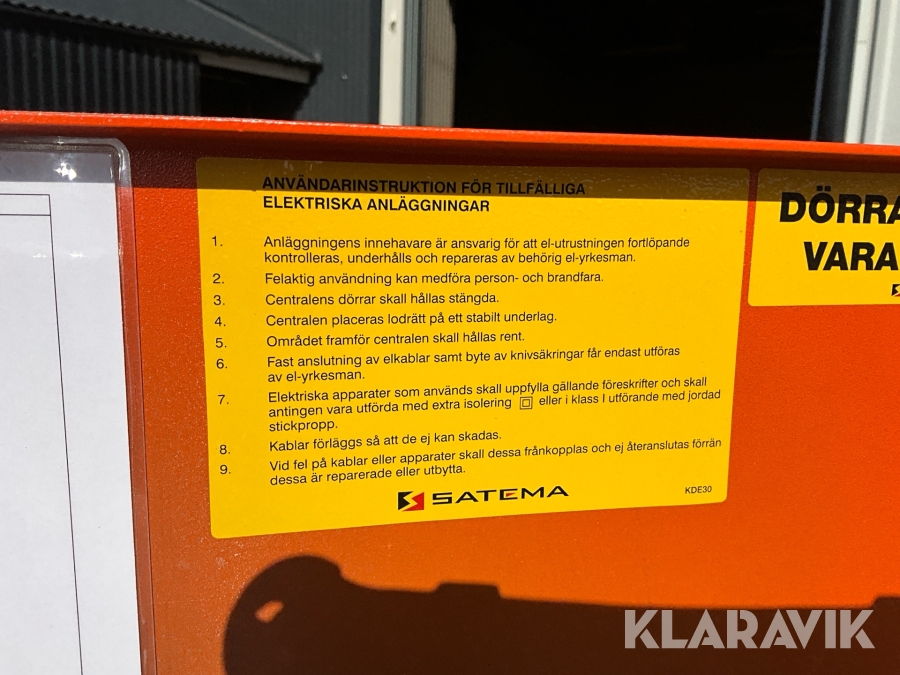 ANVÄNDARINSTRUKTION FÖR TILLFÄLLIGA
ELEKTRISKA ANLÄGGNINGAR
1. Anläggningens innehavare är ansvarig för att el-utrustningen fortlöpande
kontrolleras, underhålls och repareras av behörig el-yrkesman.
2. Felaktig användning kan medföra person- och brandfara.
3. Centralens dörrar skall hållas stängda.
4. Centralen placeras lodrätt på ett stabilt underlag.
5. Området framför centralen skall hållas rent.
6. Fast anslutning av elkablar samt byte av knivsäkringar får endast utföras
av el-yrkesman.
7. Elektriska apparater som används skall uppfylla gällande föreskrifter och skall
antingen vara utförda med extra isolering eller i klass I utförande med jordad
stickpropp.
8. Kablar förläggs så att de ej kan skadas.
9. Vid fel på kablar eller apparater skall dessa frånkopplas och ej återanslutas förrän
dessa är reparerade eller utbytta.
SATEMA
KDE30
DÖRRA
VARA
KLARAVIK